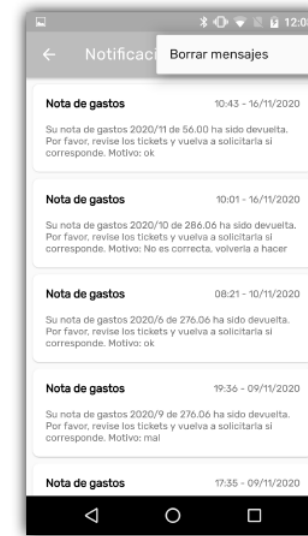 12:08
Notificaci
Borrar mensajes
Nota de gastos
10:43 - 16/11/2020
Su nota de gastos 2020/11 de 56.00 ha sido devuelta.
Por favor, revise los tickets y vuelva a solicitarla si
corresponde. Motivo: ok
Nota de gastos
10:01 - 16/11/2020
Su nota de gastos 2020/10 de 286.06 ha sido devuelta.
Por favor, revise los tickets y vuelva a solicitarla si
corresponde. Motivo: No es correcta, volverla a hacer
Nota de gastos
08:21 - 10/11/2020
Su nota de gastos 2020/6 de 276.06 ha sido devuelta.
Por favor, revise los tickets y vuelva a solicitarla si
corresponde. Motivo: ok
Nota de gastos
19:36 - 09/11/2020
Su nota de gastos 2020/9 de 276.06 ha sido devuelta.
Por favor, revise los tickets y vuelva a solicitarla si
corresponde. Motivo: mal
Nota de gastos
17:35 - 09/11/2020